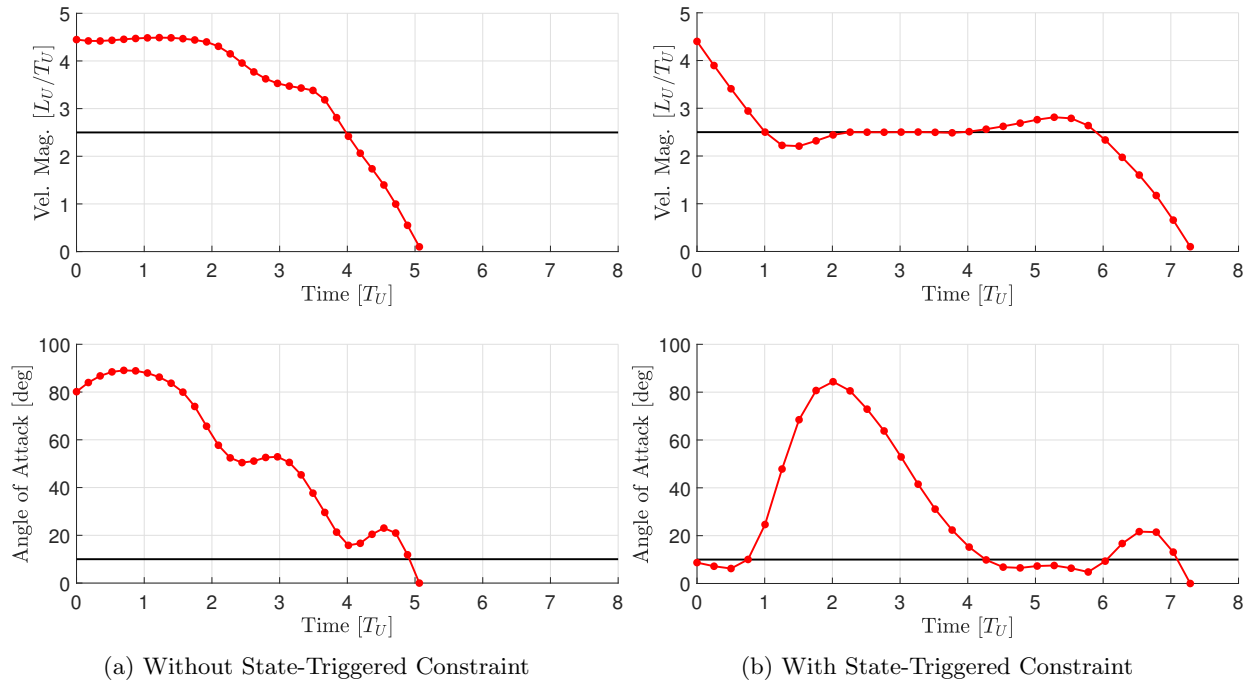 5
4
3
2
1
0
Vel. Mag. [L_U/T_U]
0 1 2 3 4 5 6 7 8
Time [T_U]
5
4
3
2
1
0
Vel. Mag. [L_U/T_U]
0 1 2 3 4 5 6 7 8
Time [T_U]
100
80
60
40
20
0
Angle of Attack [deg]
0 1 2 3 4 5 6 7 8
Time [T_U]
(a) Without State-Triggered Constraint
100
80
60
40
20
0
Angle of Attack [deg]
0 1 2 3 4 5 6 7 8
Time [T_U]
(b) With State-Triggered Constraint